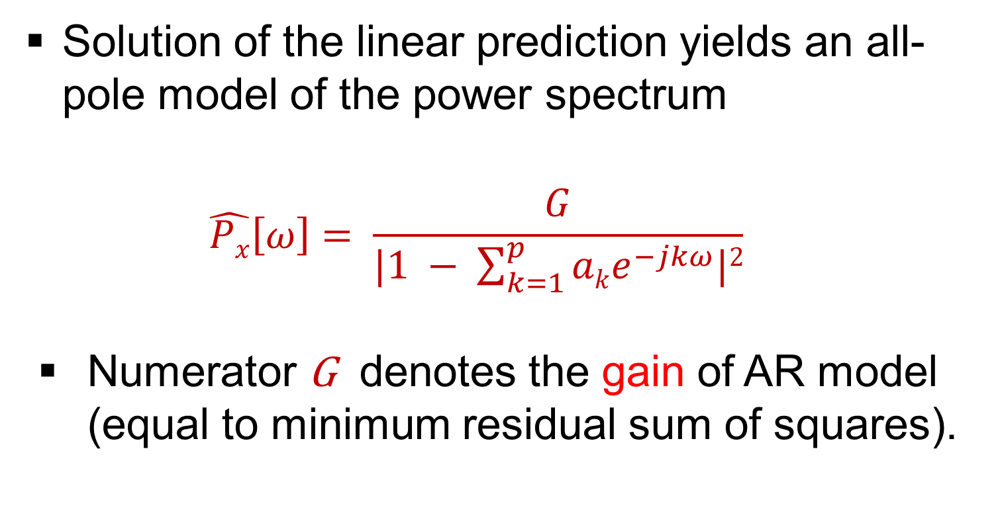 ▪ Solution of the linear prediction yields an all-
pole model of the power spectrum
$\widehat{P_x}[\omega] = \frac{G}{|1 - \sum_{k=1}^{p} a_k e^{-jk\omega}|^2}$
▪ Numerator G denotes the gain of AR model
(equal to minimum residual sum of squares).